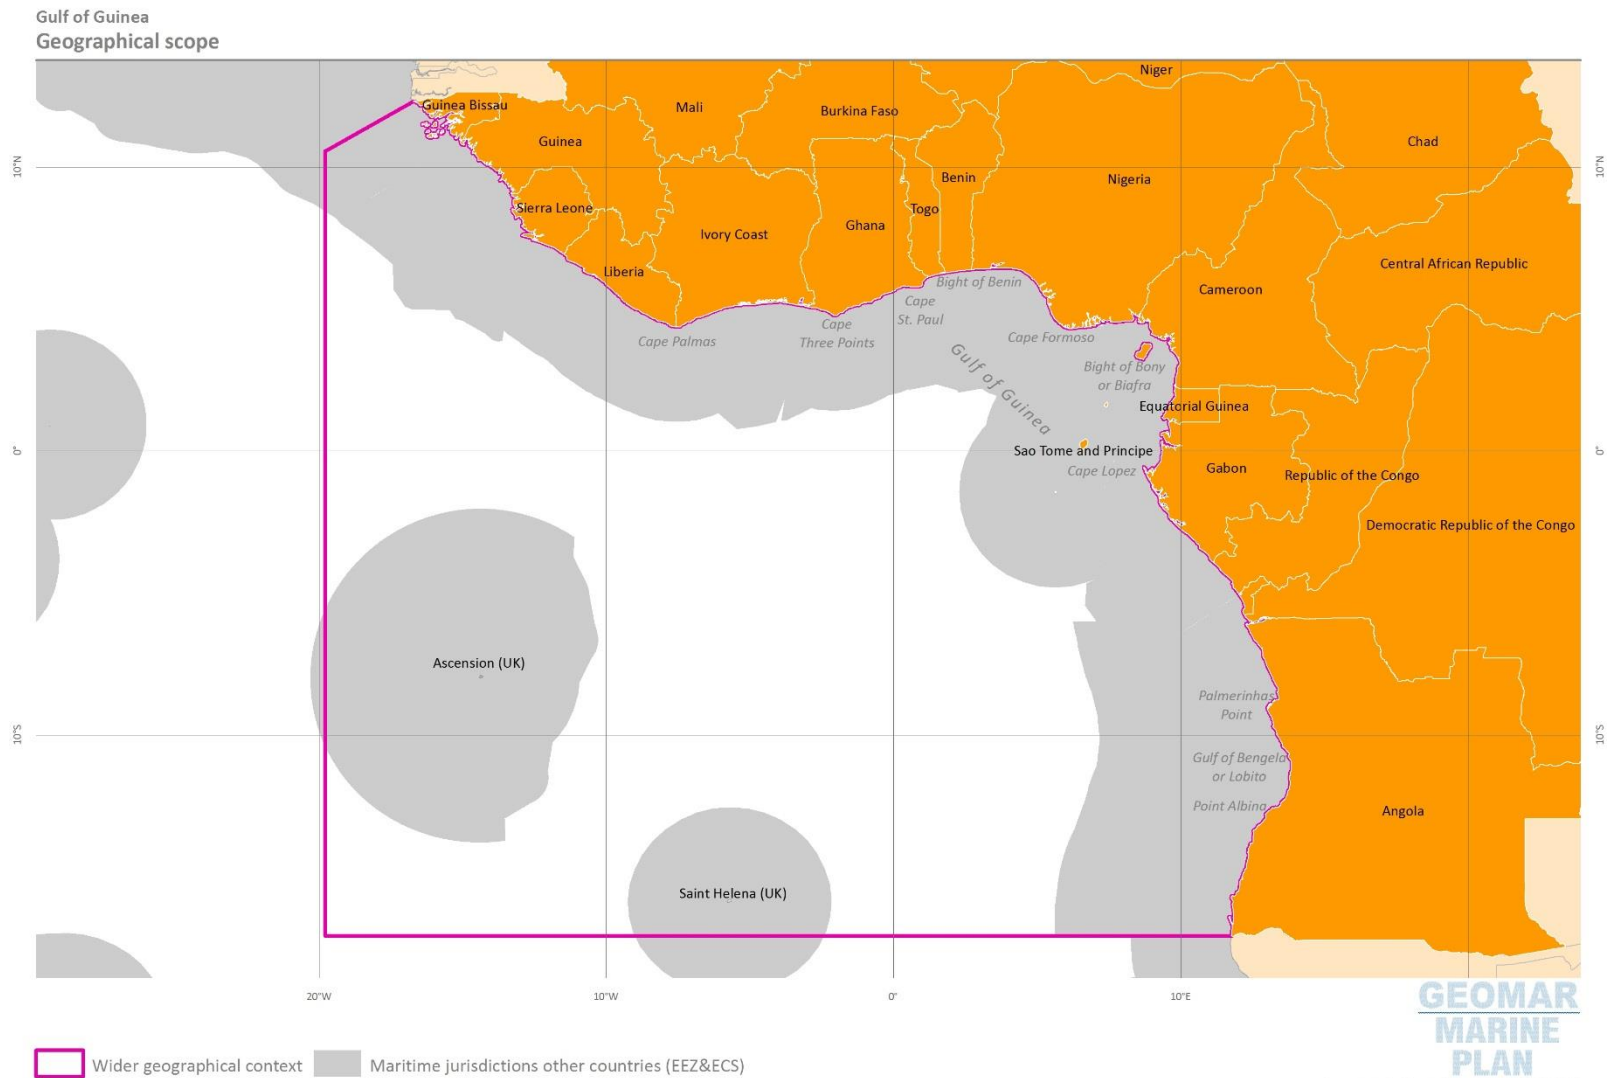 Gulf of Guinea
Geographical scope
Niger
Guinea Bissau
Mali
Burkina Faso
Guinea
Chad
10°N
10°N
Benin
Nigeria
Sierra Leone
Togo
Ghana
Ivory Coast
Central African Republic
Liberia
Bight of Benin
Cameroon
Cape
St. Paul
Cape
Three Points
Cape Palmas
Cape Formoso
Gulf of Guinea
Bight of Bony
or Biafra
Equatorial Guinea
0°
Sao Tome and Principe
0°
Cape Lopez
Gabon
Republic of the Congo
Democratic Republic of the Congo
Ascension (UK)
Palmerinhas
Point
10°S
10°S
Gulf of Bengela
or Lobito
Point Albina
Angola
Saint Helena (UK)
20°W
10°W
0°
10°E
GEOMAR
MARINE
PLAN
Wider geographical context
Maritime jurisdictions other countries (EEZ&ECS)